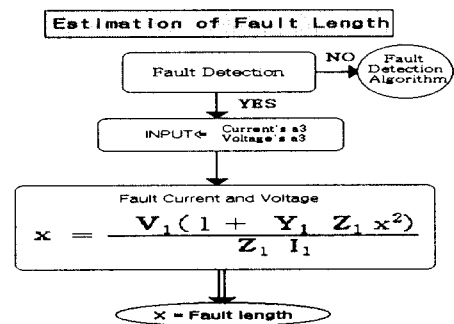 Estimation of Fault Length
Fault Detection
NO
Fault
Detection
Algorithm
YES
INPUT⇐ Current's a3
Voltage's a3
Fault Current and Voltage
x = V₁( 1 + Y₁ Z₁ x²) / Z₁ I₁
X = Fault length